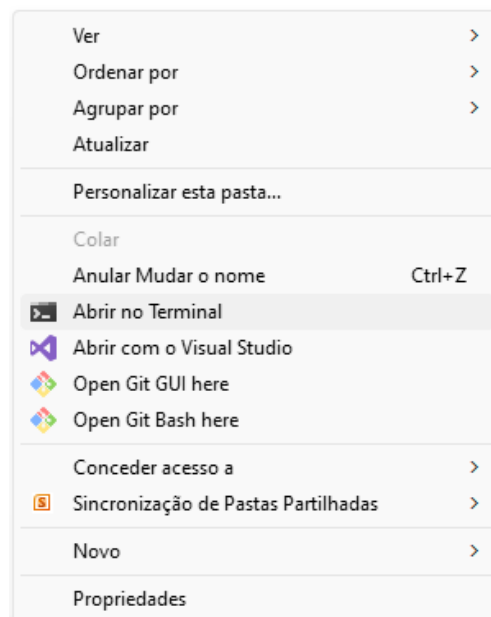 Ver
Ordenar por
Agrupar por
Atualizar
Personalizar esta pasta...
Colar
Anular Mudar o nome Ctrl+Z
Abrir no Terminal
Abrir com o Visual Studio
Open Git GUI here
Open Git Bash here
Conceder acesso a
Sincronização de Pastas Partilhadas
Novo
Propriedades